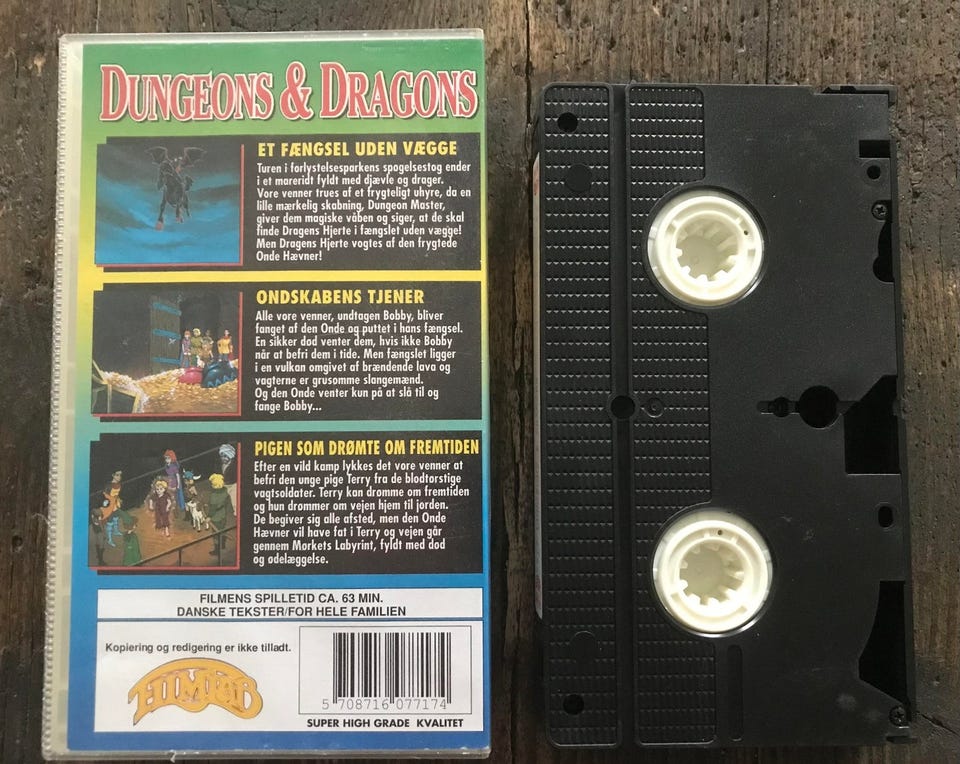 DUNGEONS & DRAGONS
ET FÆNGSEL UDEN VÆGGE
Turen i forlystelsesparkens spøgelsestog ender
i et mareridt fyldt med djævle og drager.
Vore venner trues af et frygteligt uhyre, da en
lille mærkelig skabning, Dungeon Master,
giver dem magiske våben og siger, at de skal
finde Dragens Hjerte i fængslet uden vægge!
Men Dragens Hjerte vogtes af den frygtede
Onde Hævner!
ONDSKABENS TJENER
Alle vore venner, undtagen Bobby, bliver
fanget af den Onde og puttet i hans fængsel.
En sikker død venter dem, hvis ikke Bobby
når at befri dem i tide. Men fængslet ligger
i en vulkan omgivet af brændende lava og
vagterne er grusomme slangemænd.
Og den Onde venter kun på at slå til og
fange Bobby...
PIGEN SOM DRØMTE OM FREMTIDEN
Efter en vild kamp lykkes det vore venner at
befri den unge pige Terry fra de blodtørstige
vagtsoldater. Terry kan drømme om fremtiden
og hun drømmer om vejen hjem til jorden.
De begiver sig alle afsted, men den Onde
Hævner vil have fat i Terry og vejen går
gennem Mørkets Labyrint, fyldt med død
og ødelæggelse.
FILMENS SPILLETID CA. 63 MIN.
DANSKE TEKSTER/FOR HELE FAMILIEN
Kopiering og redigering er ikke tilladt.
5 708716 077174
SUPER HIGH GRADE KVALITET